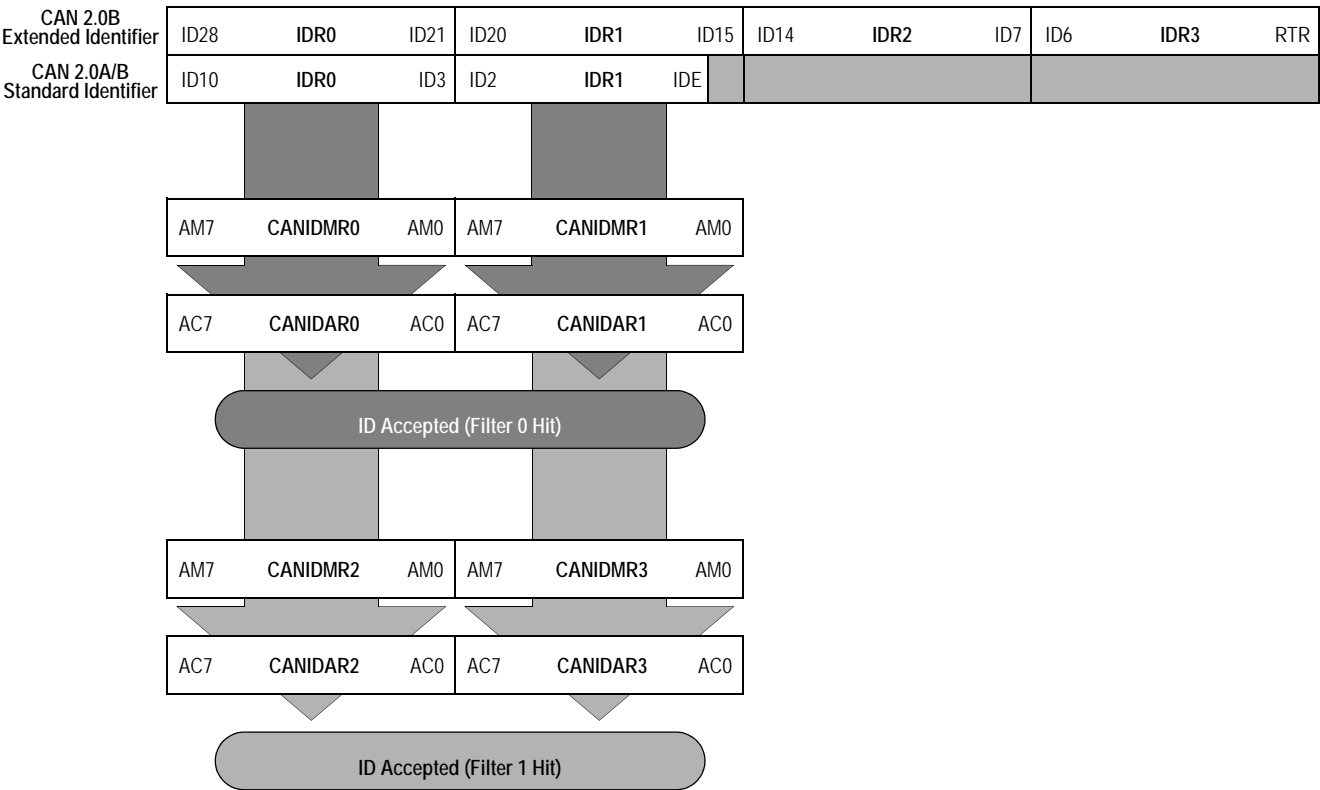 CAN 2.0B
Extended Identifier ID28 IDR0 ID21 ID20 IDR1 ID15 ID14 IDR2 ID7 ID6 IDR3 RTR
CAN 2.0A/B
Standard Identifier ID10 IDR0 ID3 ID2 IDR1 IDE
AM7 CANIDMR0 AM0 AM7 CANIDMR1 AM0
AC7 CANIDAR0 AC0 AC7 CANIDAR1 AC0
ID Accepted (Filter 0 Hit)
AM7 CANIDMR2 AM0 AM7 CANIDMR3 AM0
AC7 CANIDAR2 AC0 AC7 CANIDAR3 AC0
ID Accepted (Filter 1 Hit)